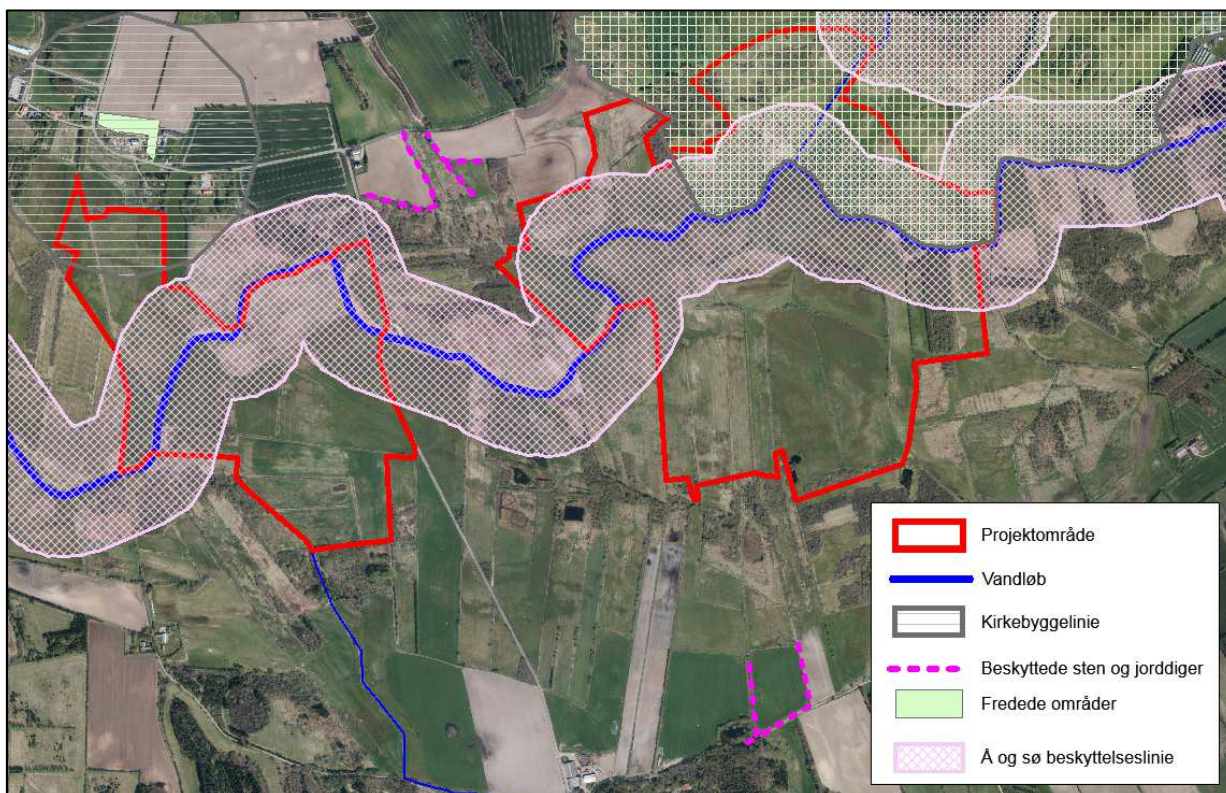 Projektområde
Vandløb
Kirkebyggelinie
Beskyttede sten og jorddiger
Fredede områder
Å og sø beskyttelseslinie